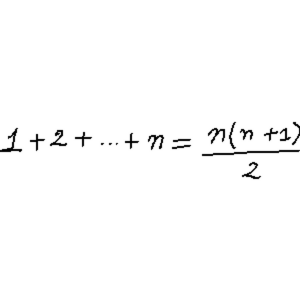 1 + 2 + ... + n = n(n+1)/2